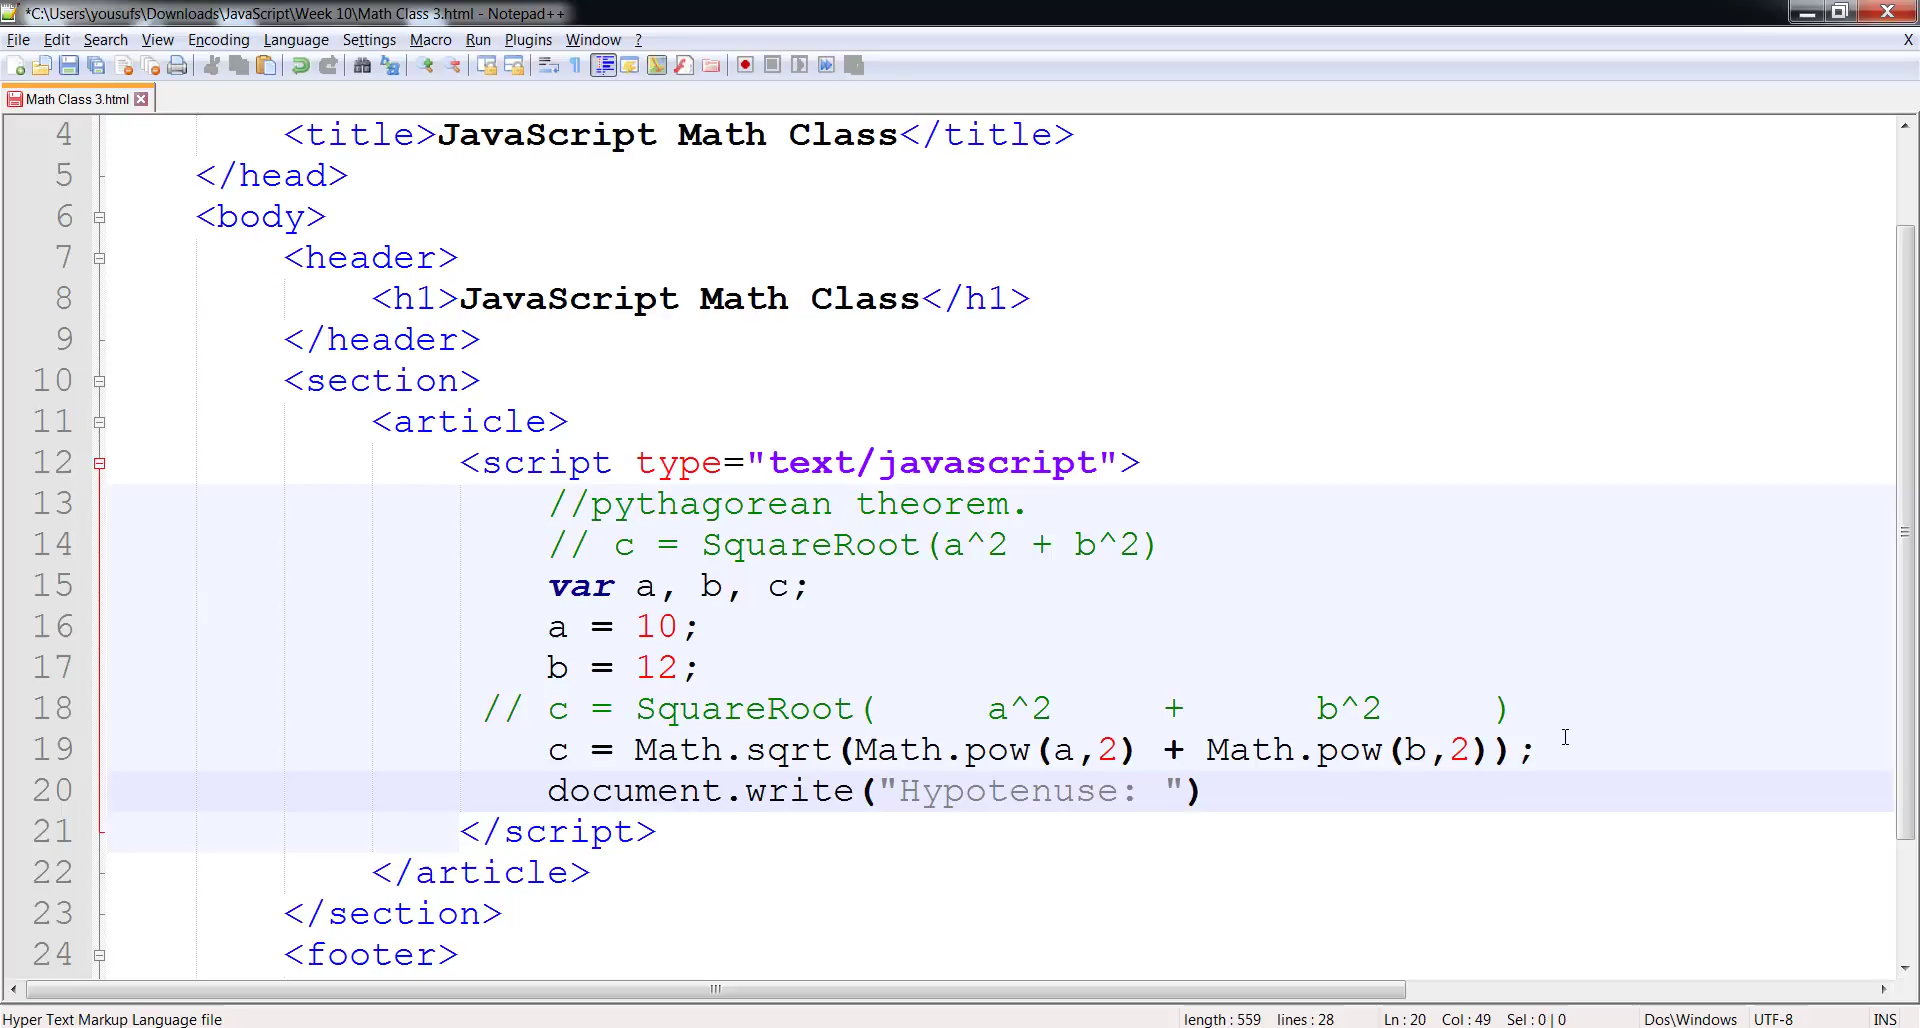 *C:\Users\yousufs\Downloads\JavaScript\Week 10\Math Class 3.html - Notepad++
File Edit Search View Encoding Language Settings Macro Run Plugins Window ? X
Math Class 3.html
4 <title>JavaScript Math Class</title>
5 </head>
6 <body>
7 <header>
8 <h1>JavaScript Math Class</h1>
9 </header>
10 <section>
11 <article>
12 <script type="text/javascript">
13 //pythagorean theorem.
14 // c = SquareRoot(a^2 + b^2)
15 var a, b, c;
16 a = 10;
17 b = 12;
18 // c = SquareRoot( a^2 + b^2 )
19 c = Math.sqrt(Math.pow(a,2) + Math.pow(b,2));
20 document.write("Hypotenuse: ")
21 </script>
22 </article>
23 </section>
24 <footer>
Hyper Text Markup Language file length : 559 lines : 28 Ln : 20 Col : 49 Sel : 0 | 0 Dos\Windows UTF-8 INS